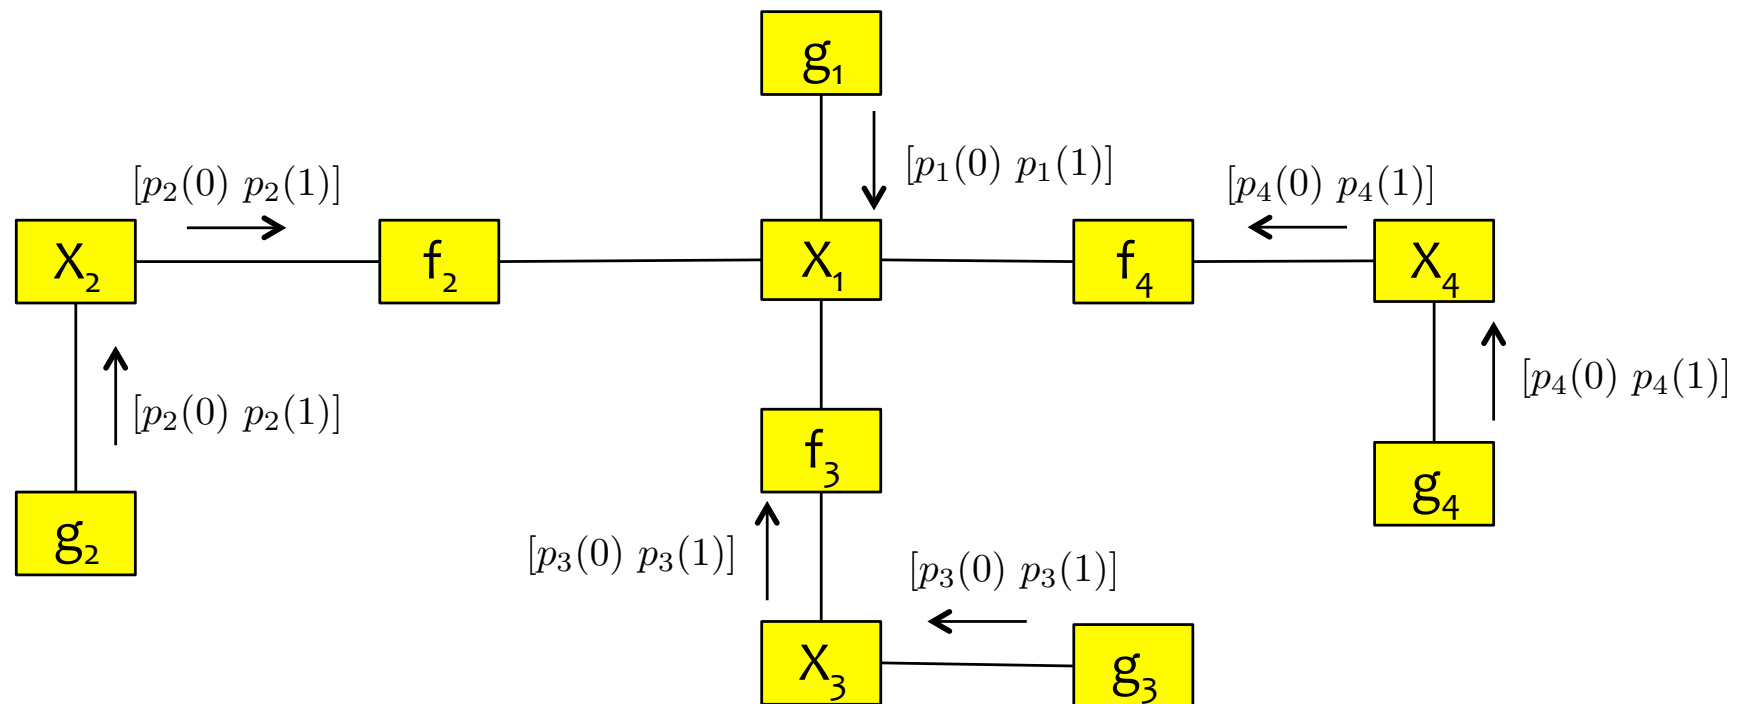 g₁
[p₂(0) p₂(1)]
[p₁(0) p₁(1)]
[p₄(0) p₄(1)]
X₂
f₂
X₁
f₄
X₄
[p₂(0) p₂(1)]
[p₄(0) p₄(1)]
f₃
g₂
g₄
[p₃(0) p₃(1)]
[p₃(0) p₃(1)]
X₃
g₃